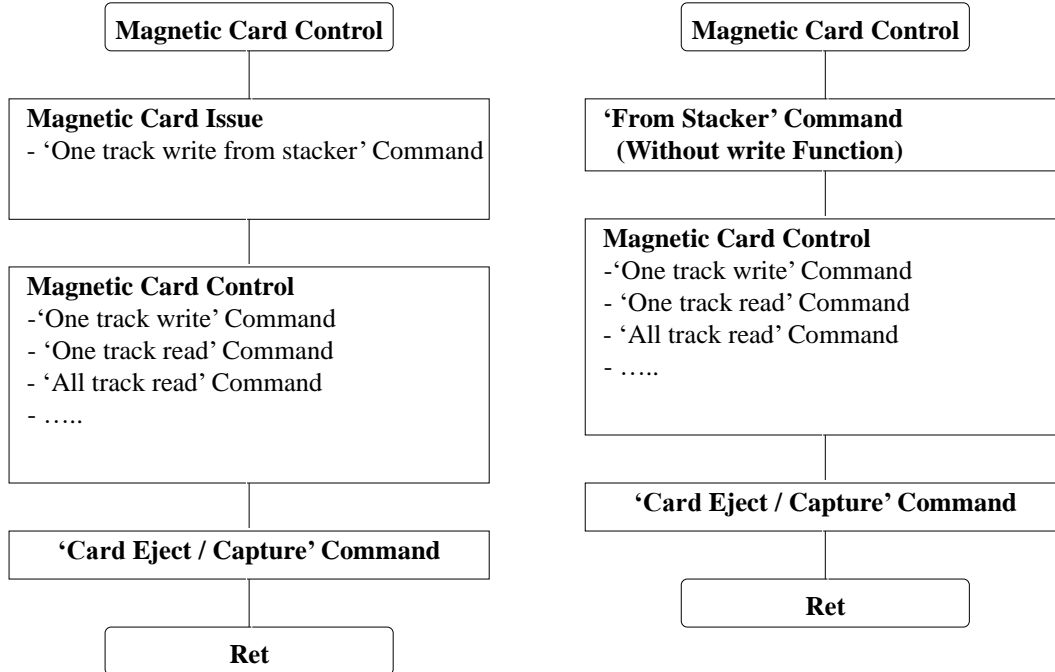 Magnetic Card Control
Magnetic Card Issue
- ‘One track write from stacker’ Command
Magnetic Card Control
-‘One track write’ Command
- ‘One track read’ Command
- ‘All track read’ Command
- …..
‘Card Eject / Capture’ Command
Ret
Magnetic Card Control
‘From Stacker’ Command
(Without write Function)
Magnetic Card Control
-‘One track write’ Command
- ‘One track read’ Command
- ‘All track read’ Command
- …..
‘Card Eject / Capture’ Command
Ret